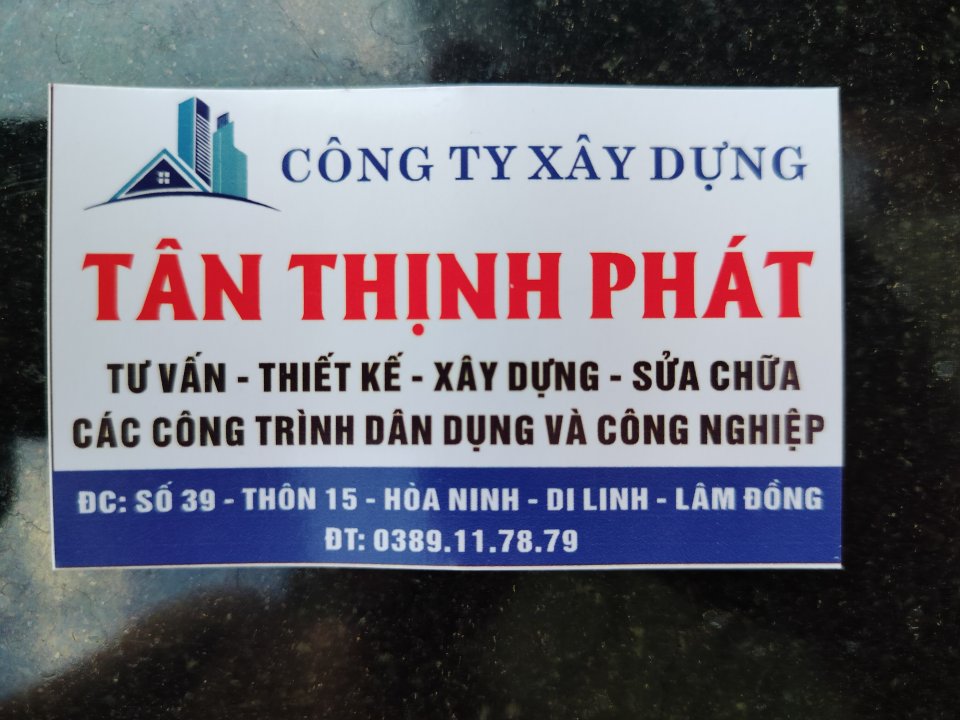 CÔNG TY XÂY DỰNG
TÂN THỊNH PHÁT
TƯ VẤN - THIẾT KẾ - XÂY DỰNG - SỬA CHỮA
CÁC CÔNG TRÌNH DÂN DỤNG VÀ CÔNG NGHIỆP
ĐC: SỐ 39 - THÔN 15 - HÒA NINH - DI LINH - LÂM ĐỒNG
ĐT: 0389.11.78.79